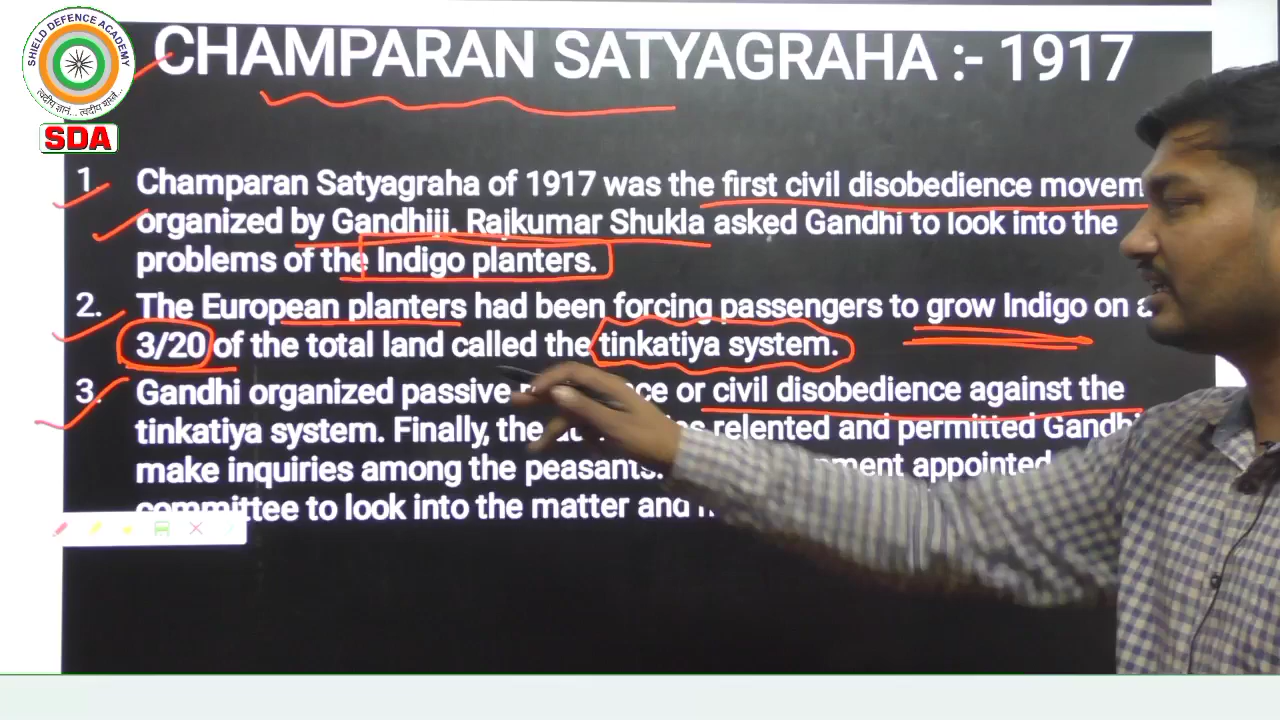 SHIELD DEFENCE ACADEMY
SDA
CHAMPARAN SATYAGRAHA :- 1917
1. Champaran Satyagraha of 1917 was the first civil disobedience movem
organized by Gandhiji. Rajkumar Shukla asked Gandhi to look into the
problems of the Indigo planters.
2. The European planters had been forcing passengers to grow Indigo on a
3/20 of the total land called the tinkatiya system.
3. Gandhi organized passive or civil disobedience against the
tinkatiya system. Finally, the relented and permitted Gandhi
make inquiries among the peasants. appointed
committee to look into the matter and